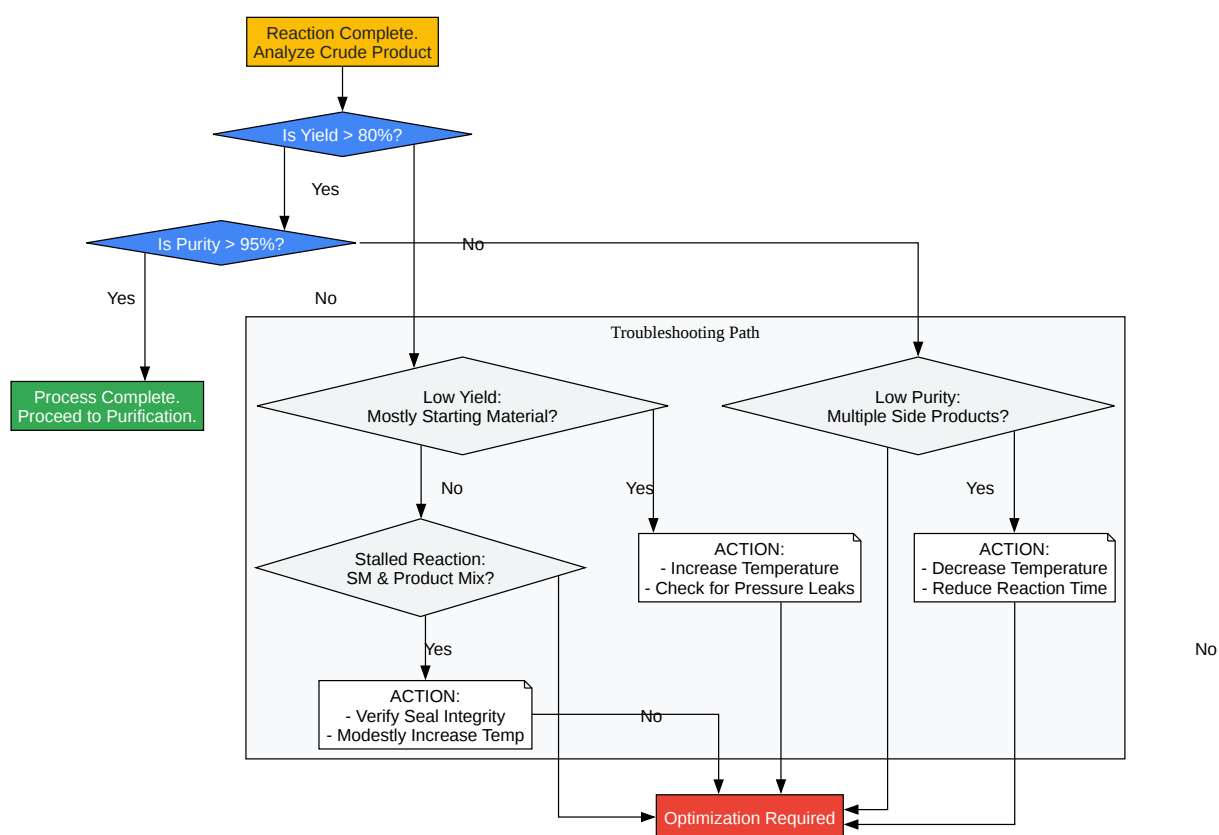 Reaction Complete.
Analyze Crude Product
Is Yield > 80%?
Yes
Is Purity > 95%?
No
Yes
No
Troubleshooting Path
Process Complete.
Proceed to Purification.
Low Yield:
Mostly Starting Material?
Low Purity:
Multiple Side Products?
No
Yes
Yes
Stalled Reaction:
SM & Product Mix?
ACTION:
- Increase Temperature
- Check for Pressure Leaks
ACTION:
- Decrease Temperature
- Reduce Reaction Time
Yes
No
ACTION:
- Verify Seal Integrity
- Modestly Increase Temp
No
Optimization Required